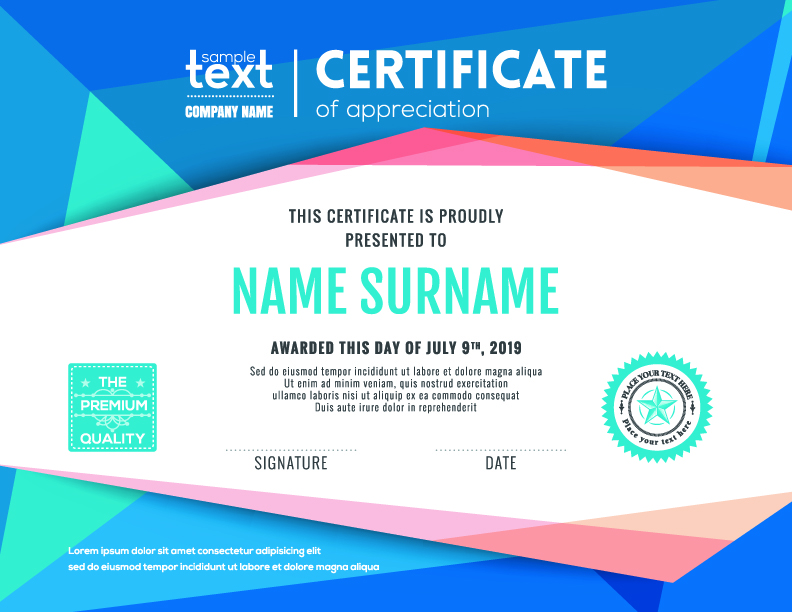 sample
text
COMPANY NAME
CERTIFICATE
of appreciation
THIS CERTIFICATE IS PROUDLY
PRESENTED TO
NAME SURNAME
AWARDED THIS DAY OF JULY 9TH, 2019
Sed do eiusmod tempor incididunt ut labore et dolore magna aliqua
Ut enim ad minim veniam, quis nostrud exercitation
ullamco laboris nisi ut aliquip ex ea commodo consequat
Duis aute irure dolor in reprehenderit
THE
PREMIUM
QUALITY
PLACE YOUR TEXT HERE
Place your text here
SIGNATURE
DATE
Lorem ipsum dolor sit amet consectetur adipisicing elit
sed do eiusmod tempor incididunt ut labore et dolore magna aliqua